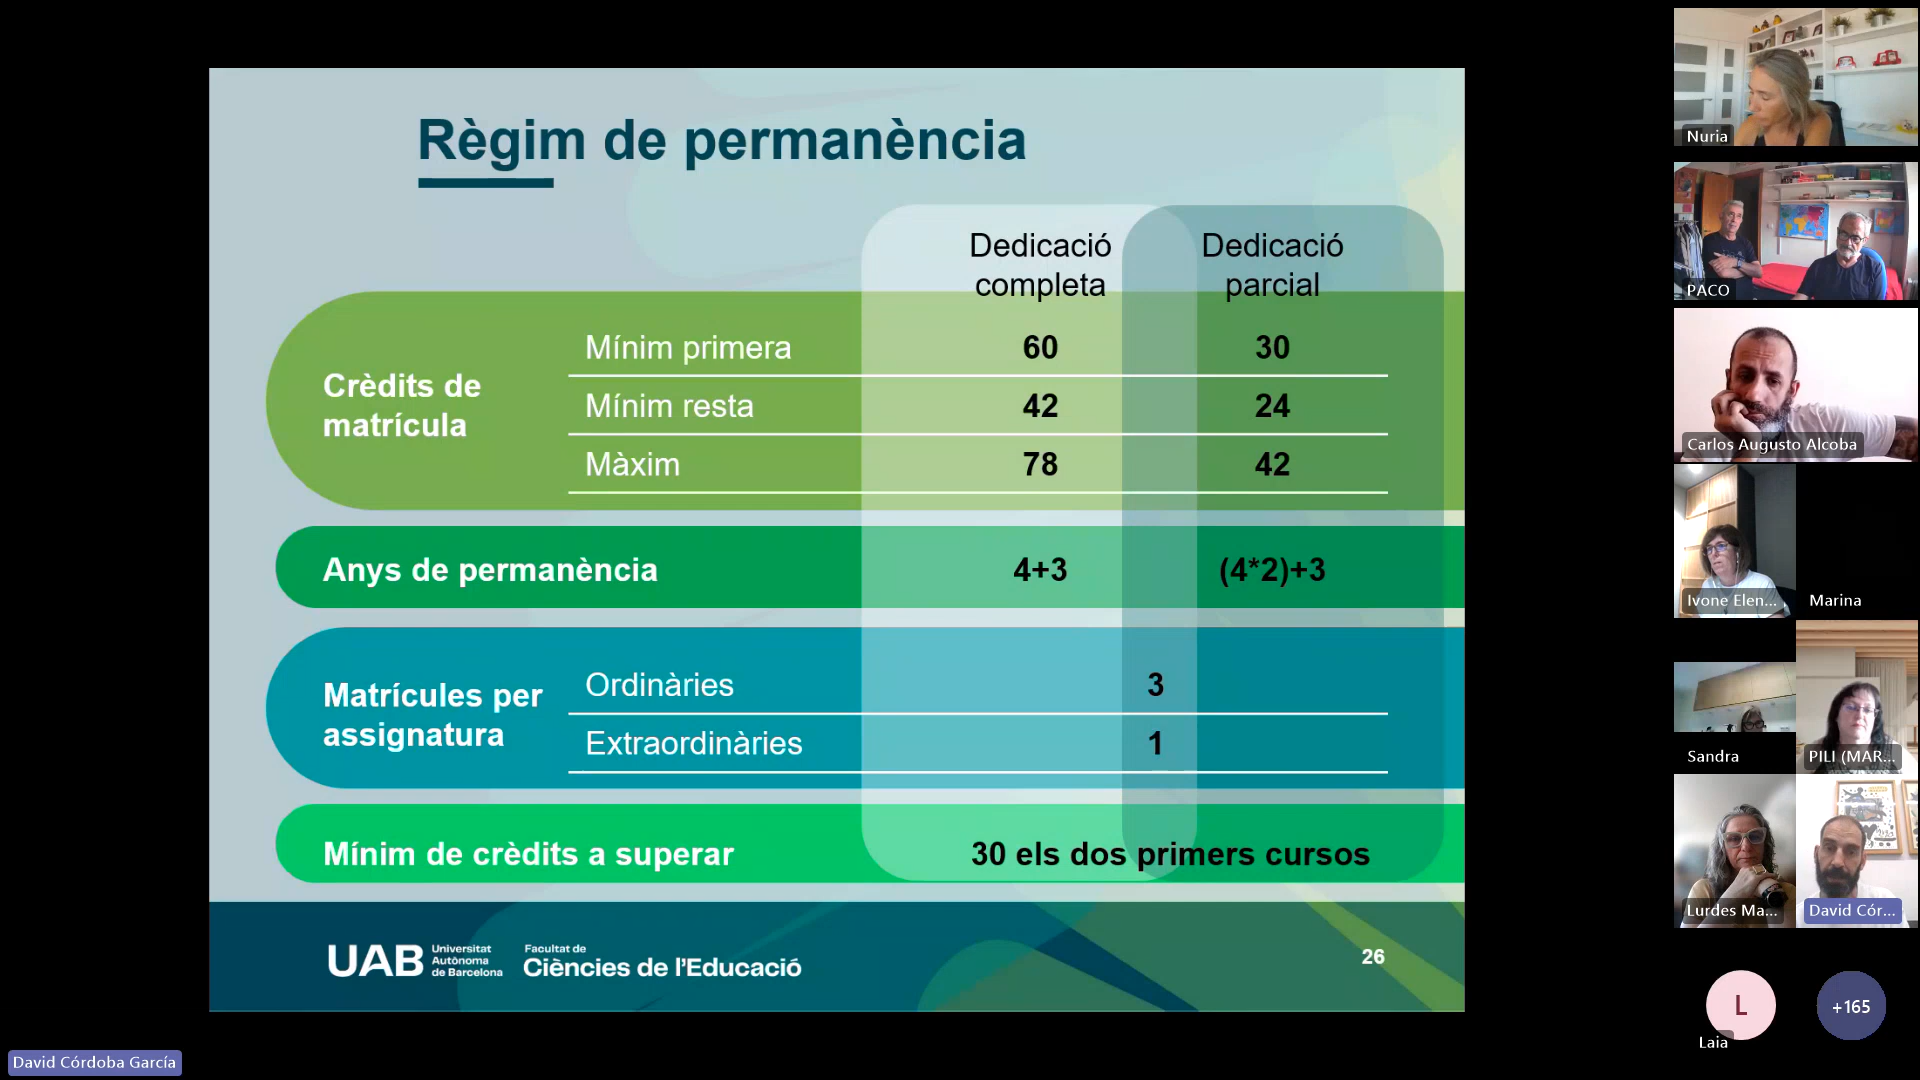 Règim de permanència
Dedicació
completa
Dedicació
parcial
Crèdits de
matrícula
Mínim primera 60 30
Mínim resta 42 24
Màxim 78 42
Anys de permanència 4+3 (4*2)+3
Matrícules per
assignatura
Ordinàries 3
Extraordinàries 1
Mínim de crèdits a superar 30 els dos primers cursos
UAB
Universitat
Autònoma
de Barcelona
Facultat de
Ciències de l'Educació
26
David Córdoba García
Nuria
PACO
Carlos Augusto Alcoba
Ivone Elen...
Marina
Sandra
PILI (MAR...
Lurdes Ma...
David Cór...
L
Laia
+165